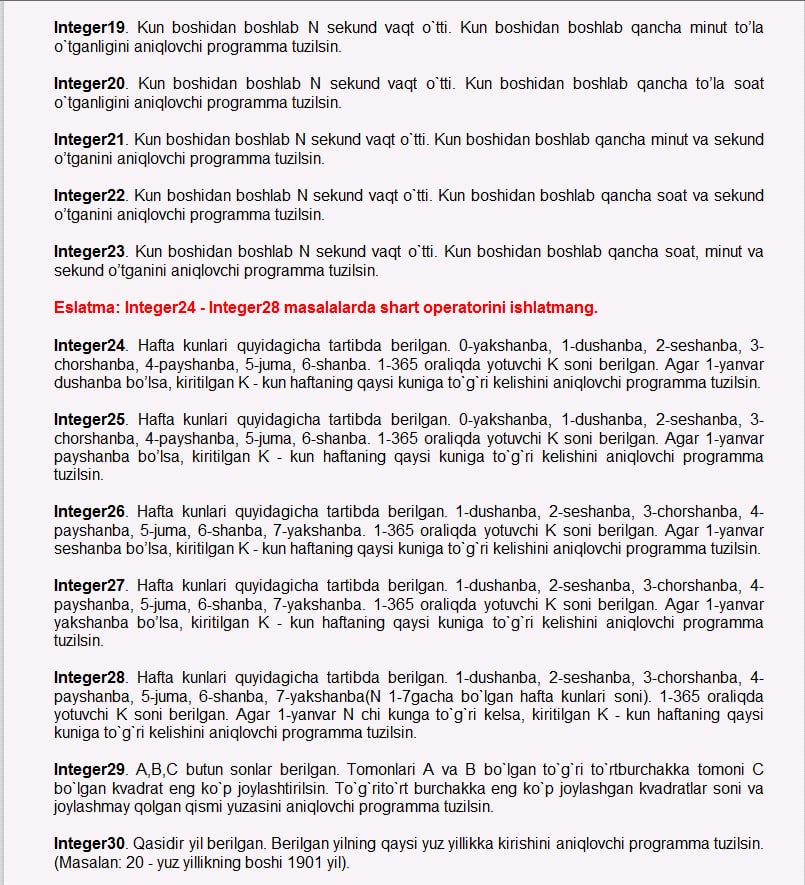 Integer19. Kun boshidan boshlab N sekund vaqt o`tti. Kun boshidan boshlab qancha minut to’la
o`tganligini aniqlovchi programma tuzilsin.
Integer20. Kun boshidan boshlab N sekund vaqt o`tti. Kun boshidan boshlab qancha to’la soat
o`tganligini aniqlovchi programma tuzilsin.
Integer21. Kun boshidan boshlab N sekund vaqt o`tti. Kun boshidan boshlab qancha minut va sekund
o’tganini aniqlovchi programma tuzilsin.
Integer22. Kun boshidan boshlab N sekund vaqt o`tti. Kun boshidan boshlab qancha soat va sekund
o’tganini aniqlovchi programma tuzilsin.
Integer23. Kun boshidan boshlab N sekund vaqt o`tti. Kun boshidan boshlab qancha soat, minut va
sekund o’tganini aniqlovchi programma tuzilsin.
Eslatma: Integer24 - Integer28 masalalarda shart operatorini ishlatmang.
Integer24. Hafta kunlari quyidagicha tartibda berilgan. 0-yakshanba, 1-dushanba, 2-seshanba, 3-
chorshanba, 4-payshanba, 5-juma, 6-shanba. 1-365 oraliqda yotuvchi K soni berilgan. Agar 1-yanvar
dushanba bo’lsa, kiritilgan K - kun haftaning qaysi kuniga to`g`ri kelishini aniqlovchi programma tuzilsin.
Integer25. Hafta kunlari quyidagicha tartibda berilgan. 0-yakshanba, 1-dushanba, 2-seshanba, 3-
chorshanba, 4-payshanba, 5-juma, 6-shanba. 1-365 oraliqda yotuvchi K soni berilgan. Agar 1-yanvar
payshanba bo’lsa, kiritilgan K - kun haftaning qaysi kuniga to`g`ri kelishini aniqlovchi programma
tuzilsin.
Integer26. Hafta kunlari quyidagicha tartibda berilgan. 1-dushanba, 2-seshanba, 3-chorshanba, 4-
payshanba, 5-juma, 6-shanba, 7-yakshanba. 1-365 oraliqda yotuvchi K soni berilgan. Agar 1-yanvar
seshanba bo’lsa, kiritilgan K - kun haftaning qaysi kuniga to`g`ri kelishini aniqlovchi programma tuzilsin.
Integer27. Hafta kunlari quyidagicha tartibda berilgan. 1-dushanba, 2-seshanba, 3-chorshanba, 4-
payshanba, 5-juma, 6-shanba, 7-yakshanba. 1-365 oraliqda yotuvchi K soni berilgan. Agar 1-yanvar
yakshanba bo’lsa, kiritilgan K - kun haftaning qaysi kuniga to`g`ri kelishini aniqlovchi programma
tuzilsin.
Integer28. Hafta kunlari quyidagicha tartibda berilgan. 1-dushanba, 2-seshanba, 3-chorshanba, 4-
payshanba, 5-juma, 6-shanba, 7-yakshanba(N 1-7gacha bo`lgan hafta kunlari soni). 1-365 oraliqda
yotuvchi K soni berilgan. Agar 1-yanvar N chi kunga to`g`ri kelsa, kiritilgan K - kun haftaning qaysi
kuniga to`g`ri kelishini aniqlovchi programma tuzilsin.
Integer29. A,B,C butun sonlar berilgan. Tomonlari A va B bo`lgan to`g`ri to`rtburchakka tomoni C
bo`lgan kvadrat eng ko`p joylashtirilsin. To`g`rito`rt burchakka eng ko`p joylashgan kvadratlar soni va
joylashmay qolgan qismi yuzasini aniqlovchi programma tuzilsin.
Integer30. Qasidir yil berilgan. Berilgan yilning qaysi yuz yillikka kirishini aniqlovchi programma tuzilsin.
(Masalan: 20 - yuz yillikning boshi 1901 yil).